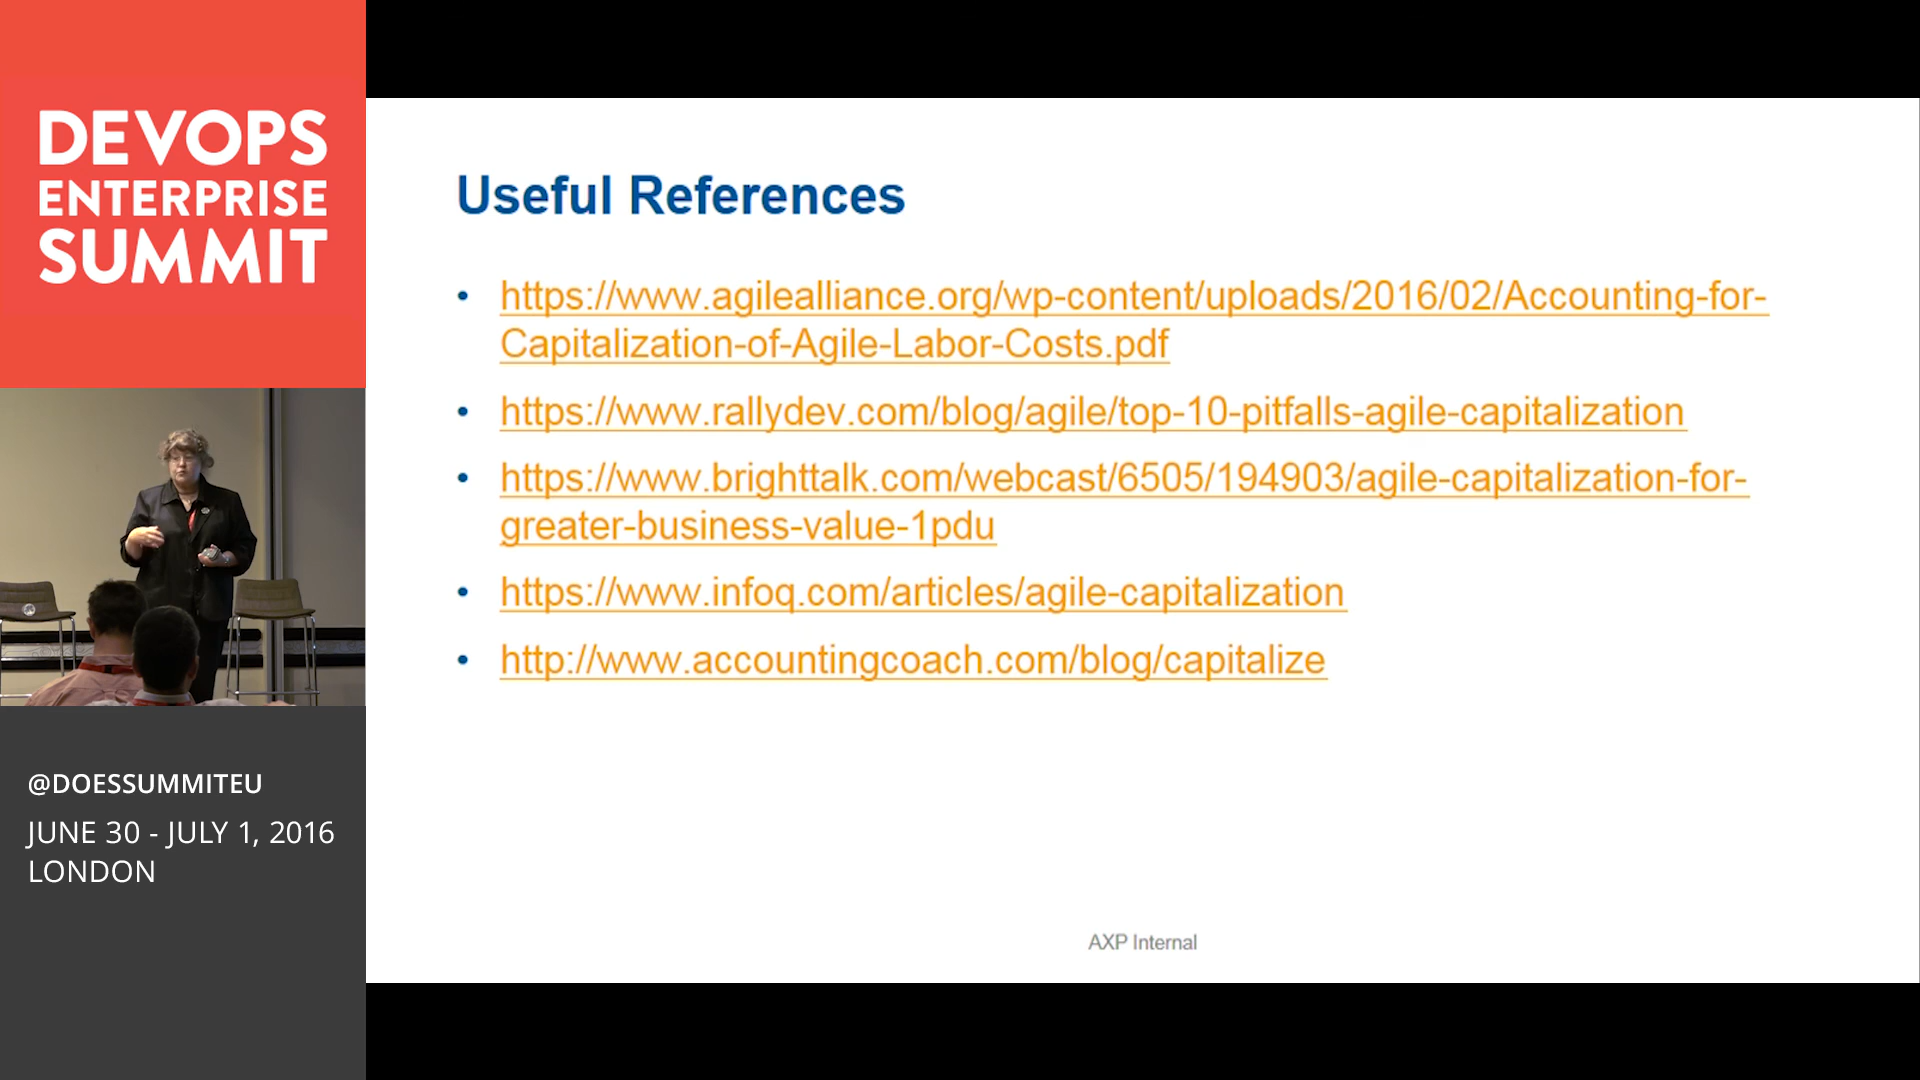 DEVOPS
ENTERPRISE
SUMMIT
@DOESSUMMITEU
JUNE 30 - JULY 1, 2016
LONDON
Useful References
• https://www.agilealliance.org/wp-content/uploads/2016/02/Accounting-for-
Capitalization-of-Agile-Labor-Costs.pdf
• https://www.rallydev.com/blog/agile/top-10-pitfalls-agile-capitalization
• https://www.brighttalk.com/webcast/6505/194903/agile-capitalization-for-
greater-business-value-1pdu
• https://www.infoq.com/articles/agile-capitalization
• http://www.accountingcoach.com/blog/capitalize
AXP Internal